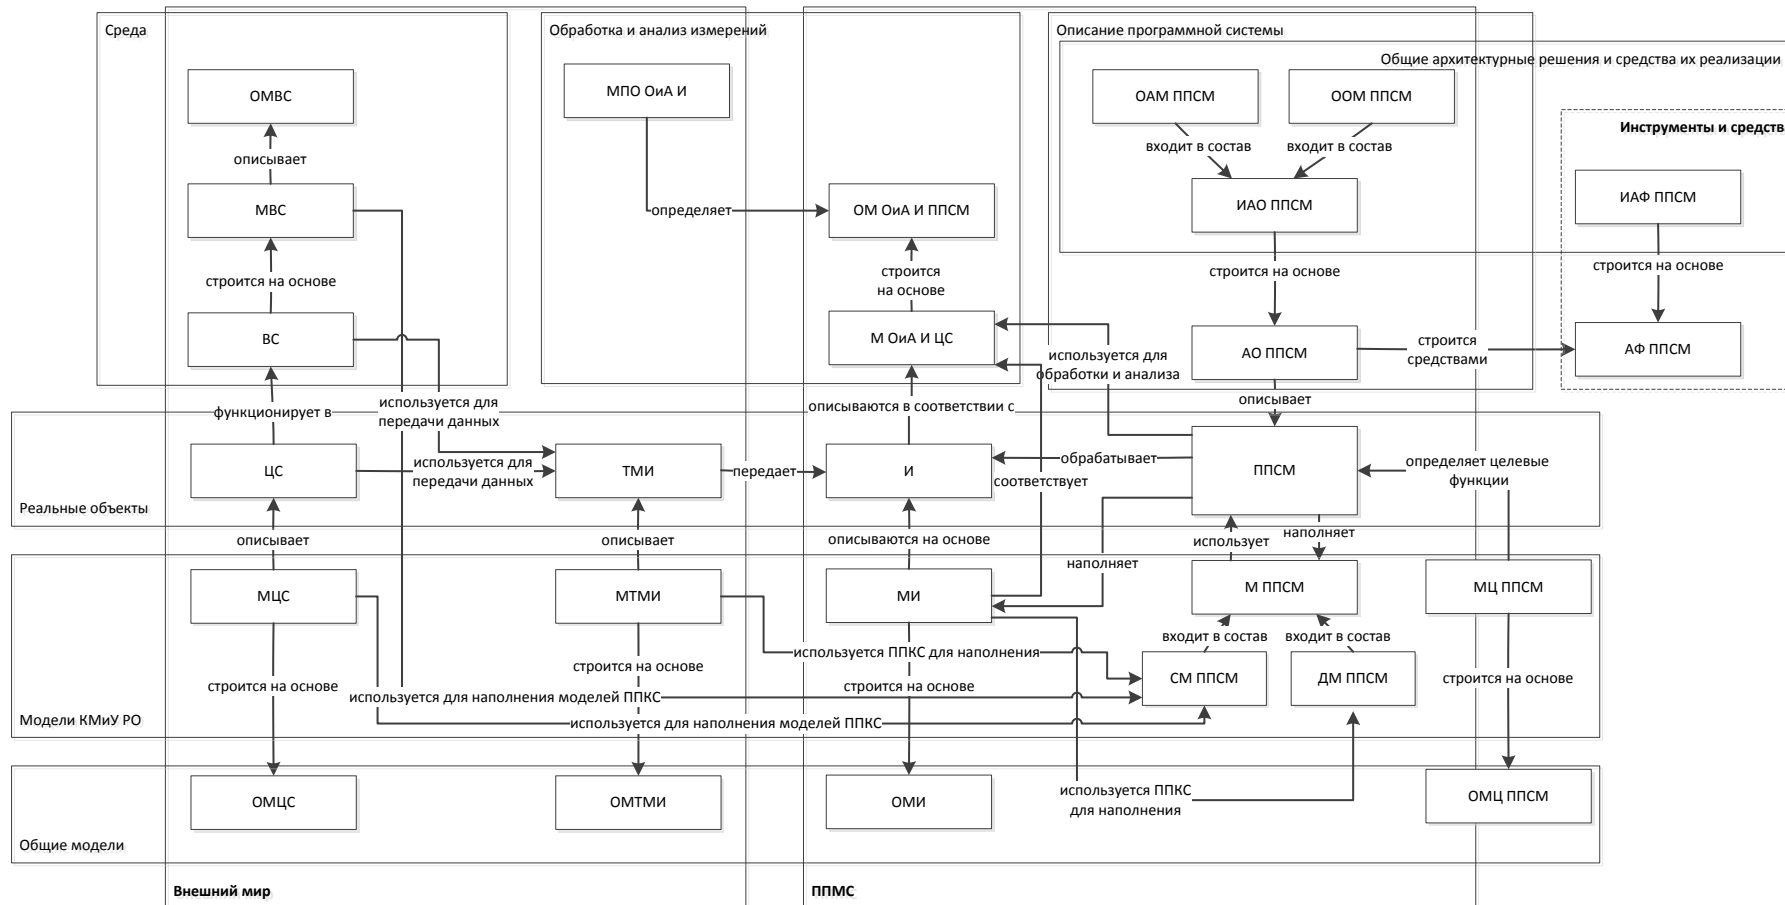 Среда
Обработка и анализ измерений
Описание программной системы
Общие архитектурные решения и средства их реализации
ОМВС
МПО ОиА И
ОАМ ППСМ
ООМ ППСМ
Инструменты и средства
описывает
входит в состав
входит в состав
МВС
определяет
ОМ ОиА И ППСМ
ИАО ППСМ
ИАФ ППСМ
строится на основе
строится
на основе
строится на основе
строится на основе
ВС
М ОиА И ЦС
АО ППСМ
строится
средствами
АФ ППСМ
используется для
обработки и анализа
функционирует в
используется для
передачи данных
описываются в соответствии с
описывает
ЦС
используется для
передачи данных
ТМИ
передает
И
обрабатывает
соответствует
ППСМ
определяет целевые
функции
Реальные объекты
описывает
описывает
описываются на основе
использует
наполняет
наполняет
МЦС
МТМИ
МИ
М ППСМ
МЦ ППСМ
входит в состав
входит в состав
используется ППКС для наполнения
строится на основе
строится на основе
строится на основе
СМ ППСМ
ДМ ППСМ
строится на основе
используется для наполнения моделей ППКС
используется для наполнения моделей ППКС
Модели КМиУ РО
ОМЦС
ОМТМИ
ОМИ
используется ППКС
для наполнения
ОМЦ ППСМ
Общие модели
Внешний мир
ППМС